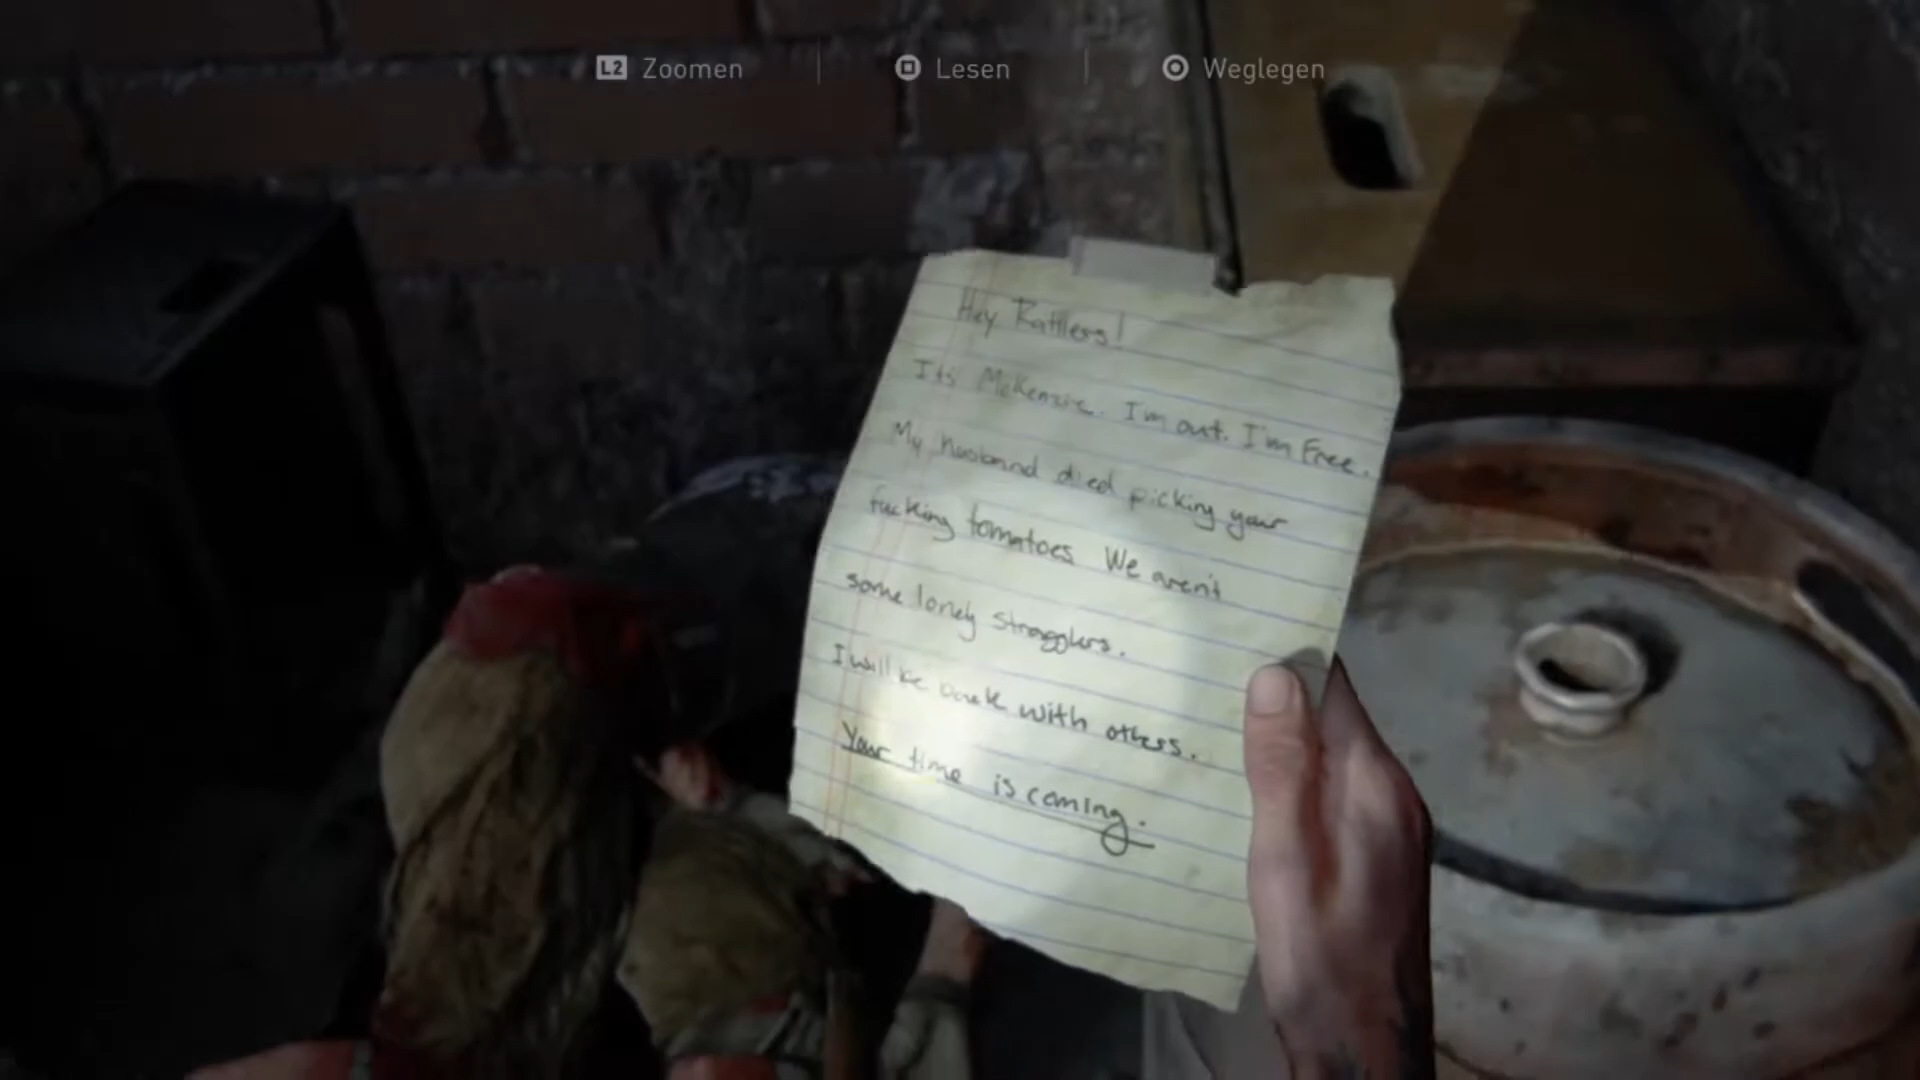 L2 Zoomen
Lesen
Weglegen
Hey Rattlers!
Its McKenzie. I'm out. I'm Free.
My husband died picking your
fucking tomatoes. We aren't
some lonely stragglers.
I will be back with others.
Your time is coming.